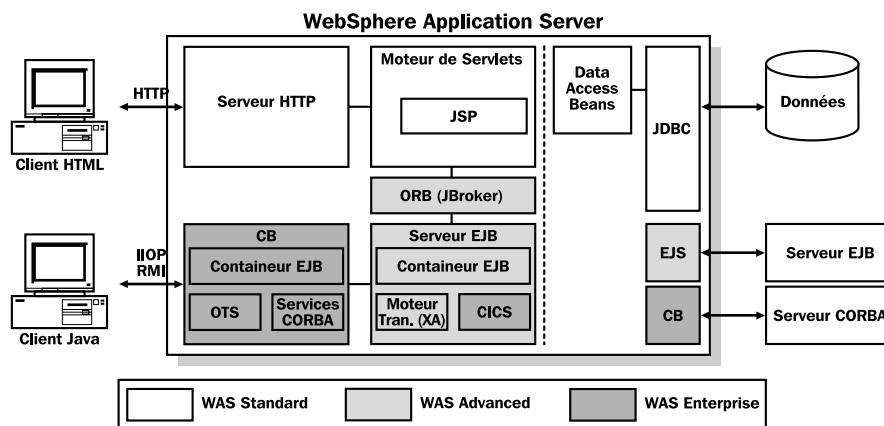 WebSphere Application Server
HTTP
Client HTML
Serveur HTTP
Moteur de Servlets
JSP
Data
Access
Beans
JDBC
Données
ORB (JBroker)
IIOP
RMI
Client Java
CB
Containeur EJB
OTS
Services
CORBA
Serveur EJB
Containeur EJB
Moteur
Tran. (XA)
CICS
EJS
Serveur EJB
CB
Serveur CORBA
WAS Standard
WAS Advanced
WAS Enterprise